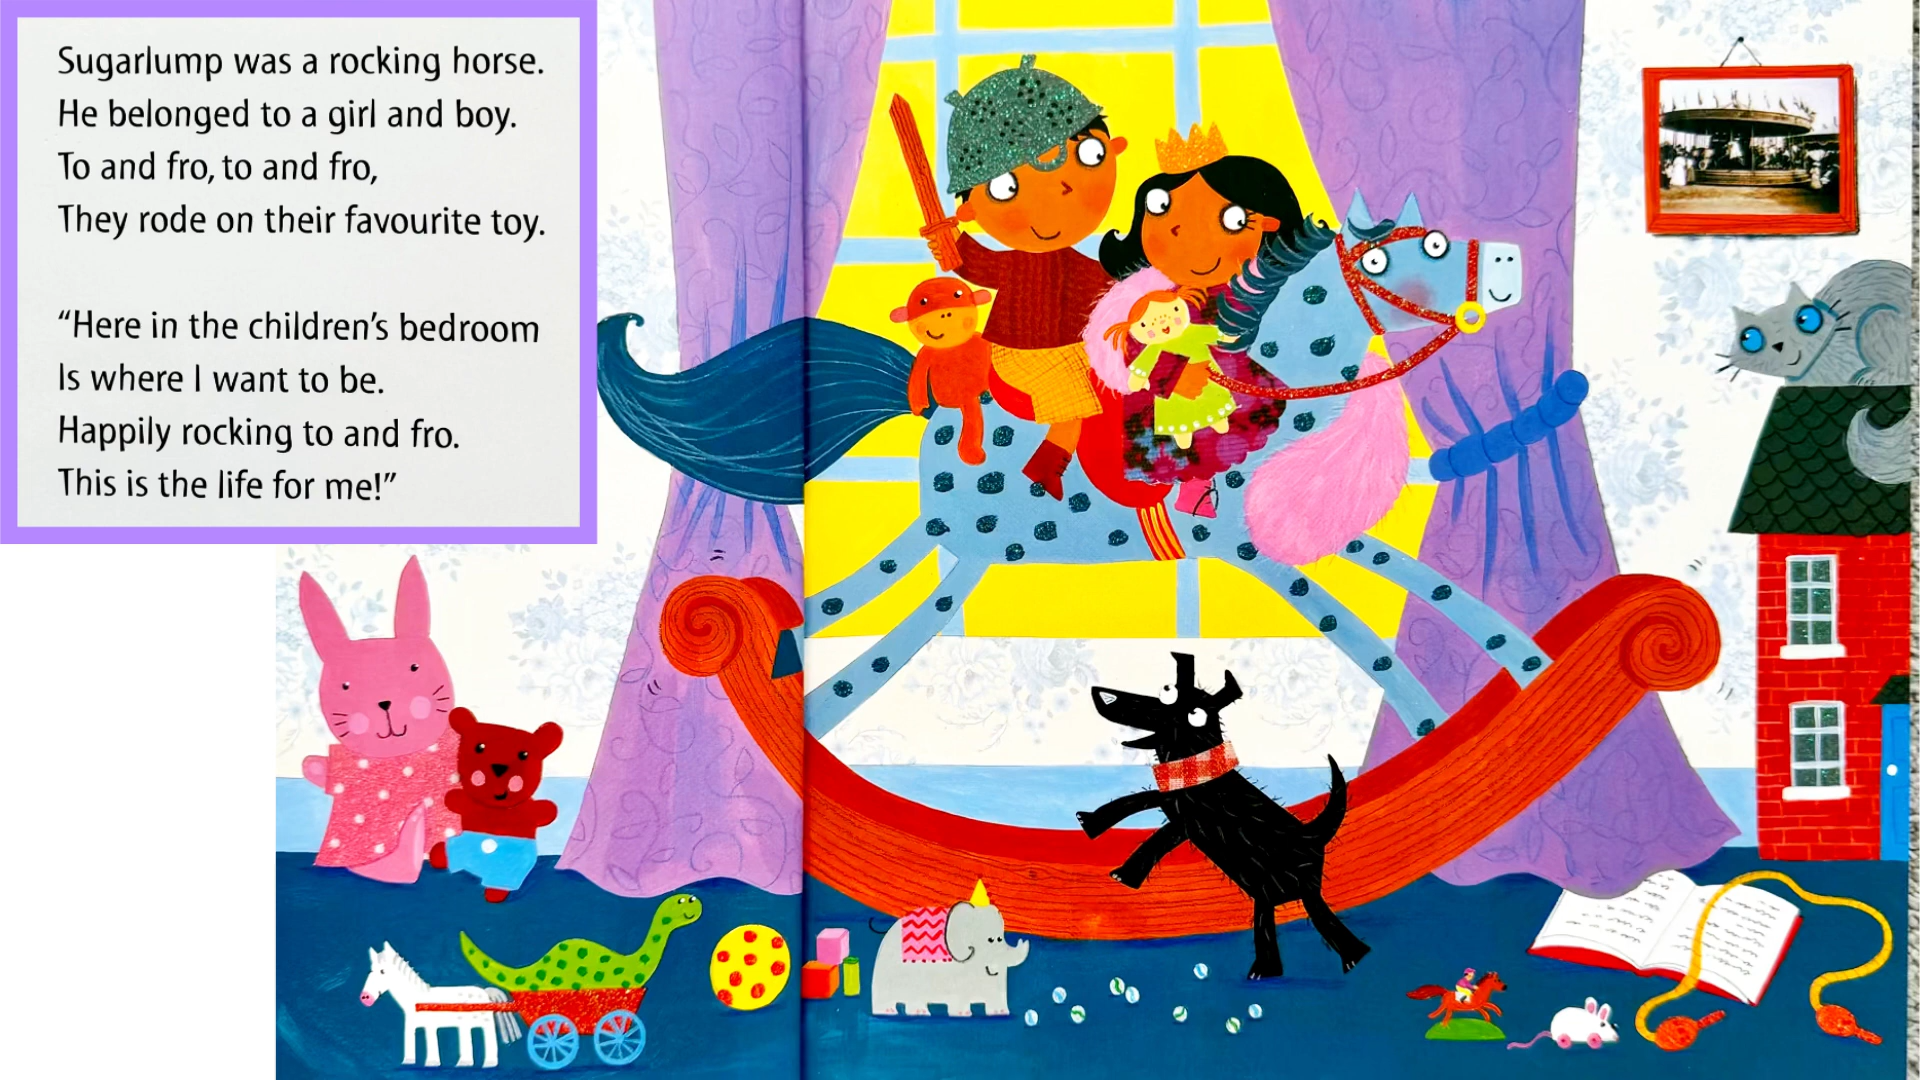 Sugarlump was a rocking horse.
He belonged to a girl and boy.
To and fro, to and fro,
They rode on their favourite toy.
“Here in the children’s bedroom
Is where I want to be.
Happily rocking to and fro.
This is the life for me!”